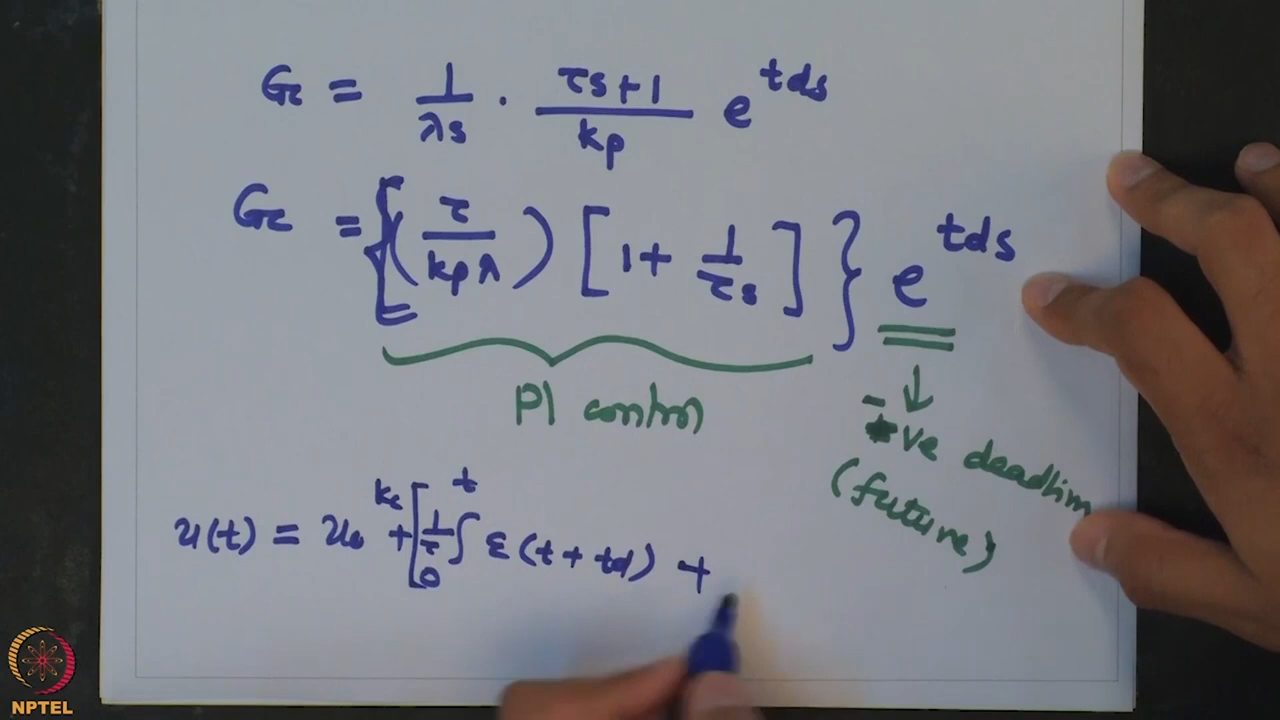 Gc = 1/λs · τs+1/kp e^tds
Gc = {(τ/kpλ) [1 + 1/τs]} e^tds
PI control
-ve deadtim
(future)
u(t) = u0 + kc [1/τ ∫0^t ε(t + td) +
NPTEL